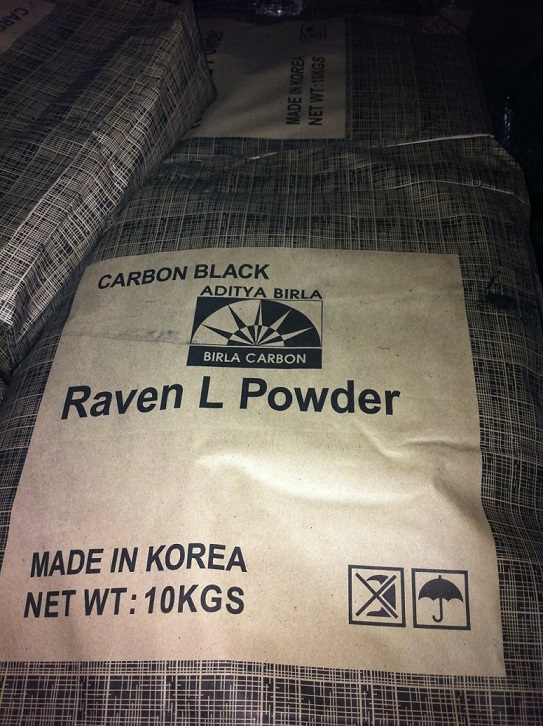 MADE IN KOREA
NET WT: 10KGS
CARBON BLACK
ADITYA BIRLA
BIRLA CARBON
Raven L Powder
MADE IN KOREA
NET WT: 10KGS